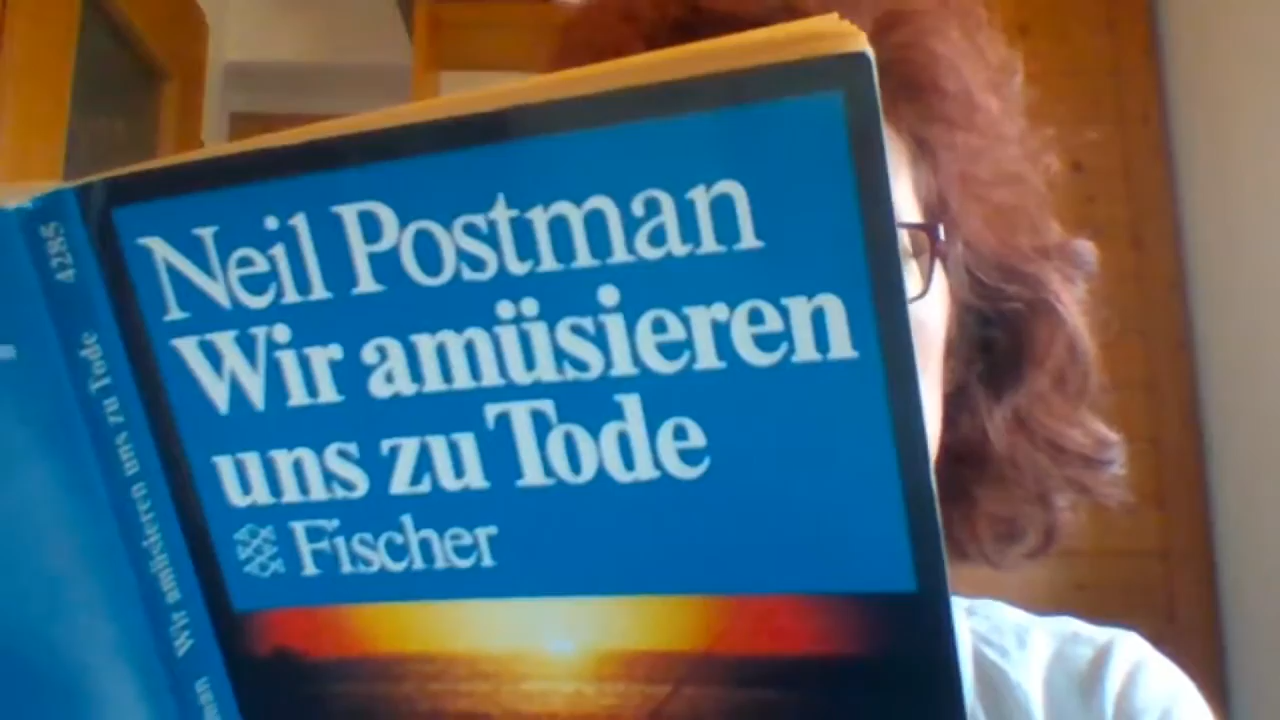 Neil Postman
Wir amüsieren
uns zu Tode
Fischer
4285
Wir amüsieren uns zu Tode